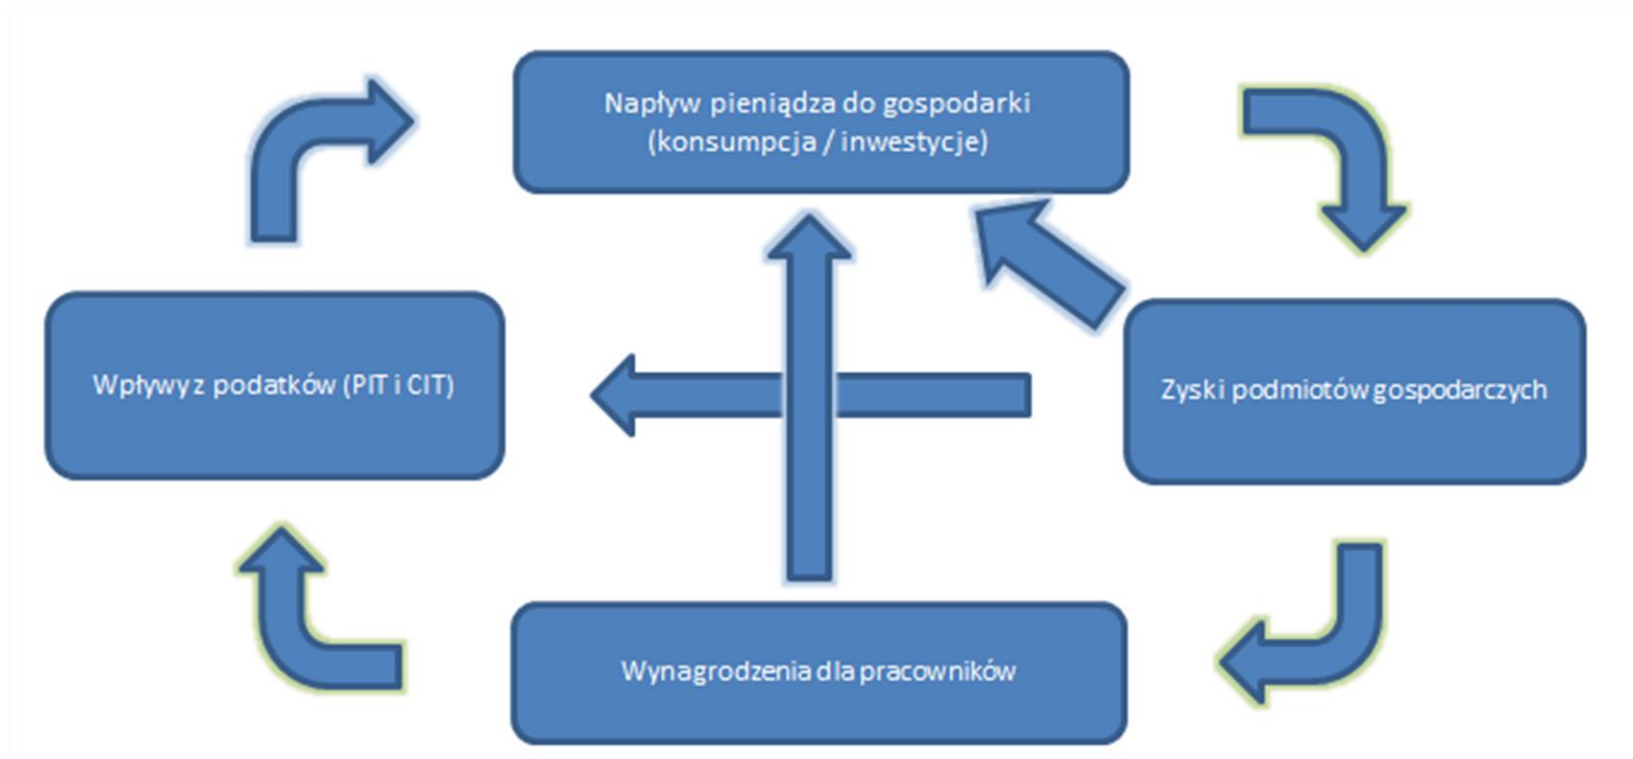 Napływ pieniądza do gospodarki
(konsumpcja / inwestycje)
Wpływy z podatków (PIT i CIT)
Zyski podmiotów gospodarczych
Wynagrodzenia dla pracowników